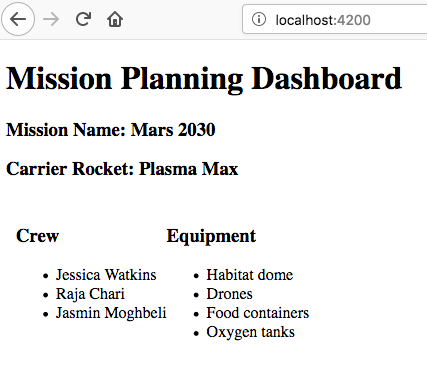 localhost:4200
Mission Planning Dashboard
Mission Name: Mars 2030
Carrier Rocket: Plasma Max
Crew
Jessica Watkins
Raja Chari
Jasmin Moghbeli
Equipment
Habitat dome
Drones
Food containers
Oxygen tanks